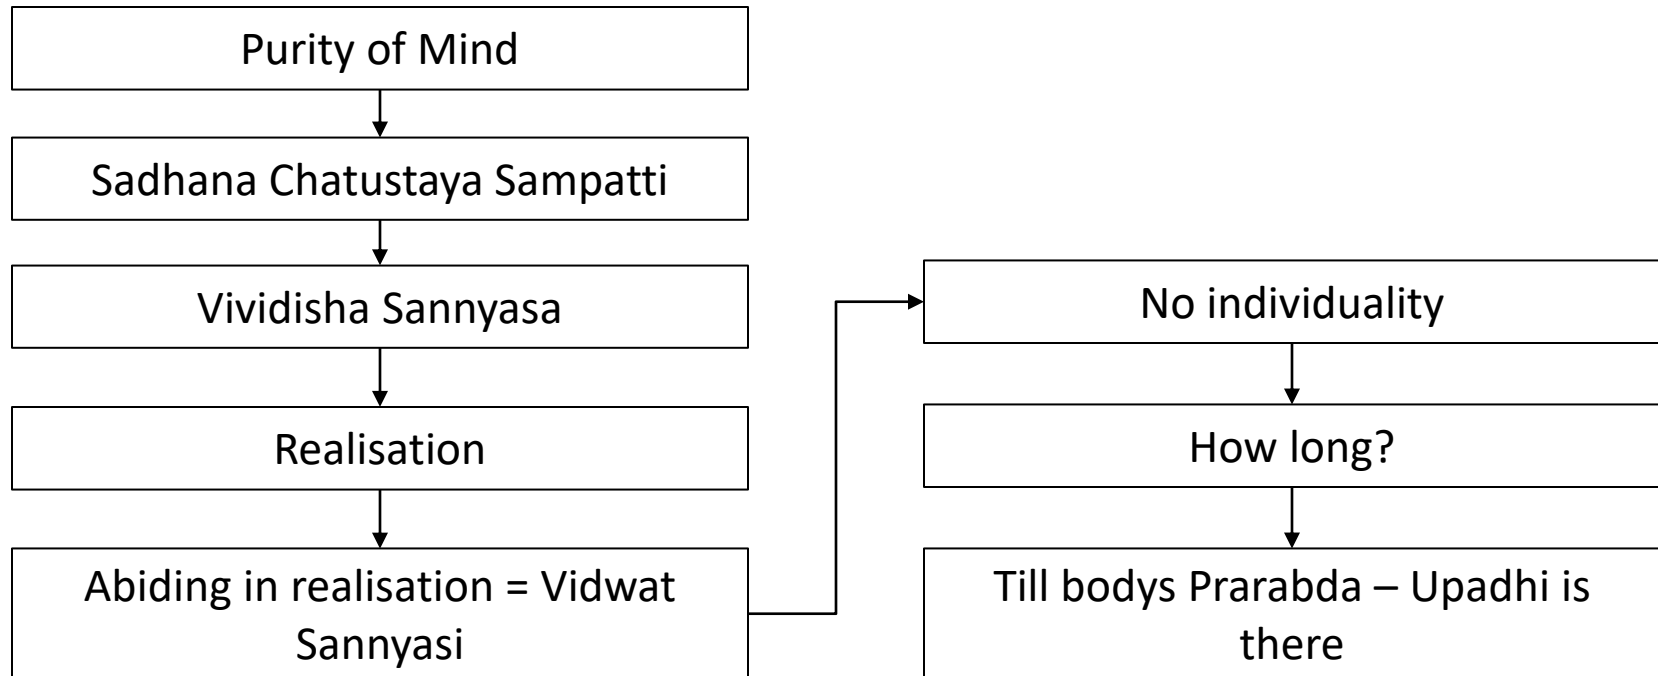 Purity of Mind
Sadhana Chatustaya Sampatti
Vividisha Sannyasa
Realisation
Abiding in realisation = Vidwat
Sannyasi
No individuality
How long?
Till bodys Prarabda – Upadhi is
there